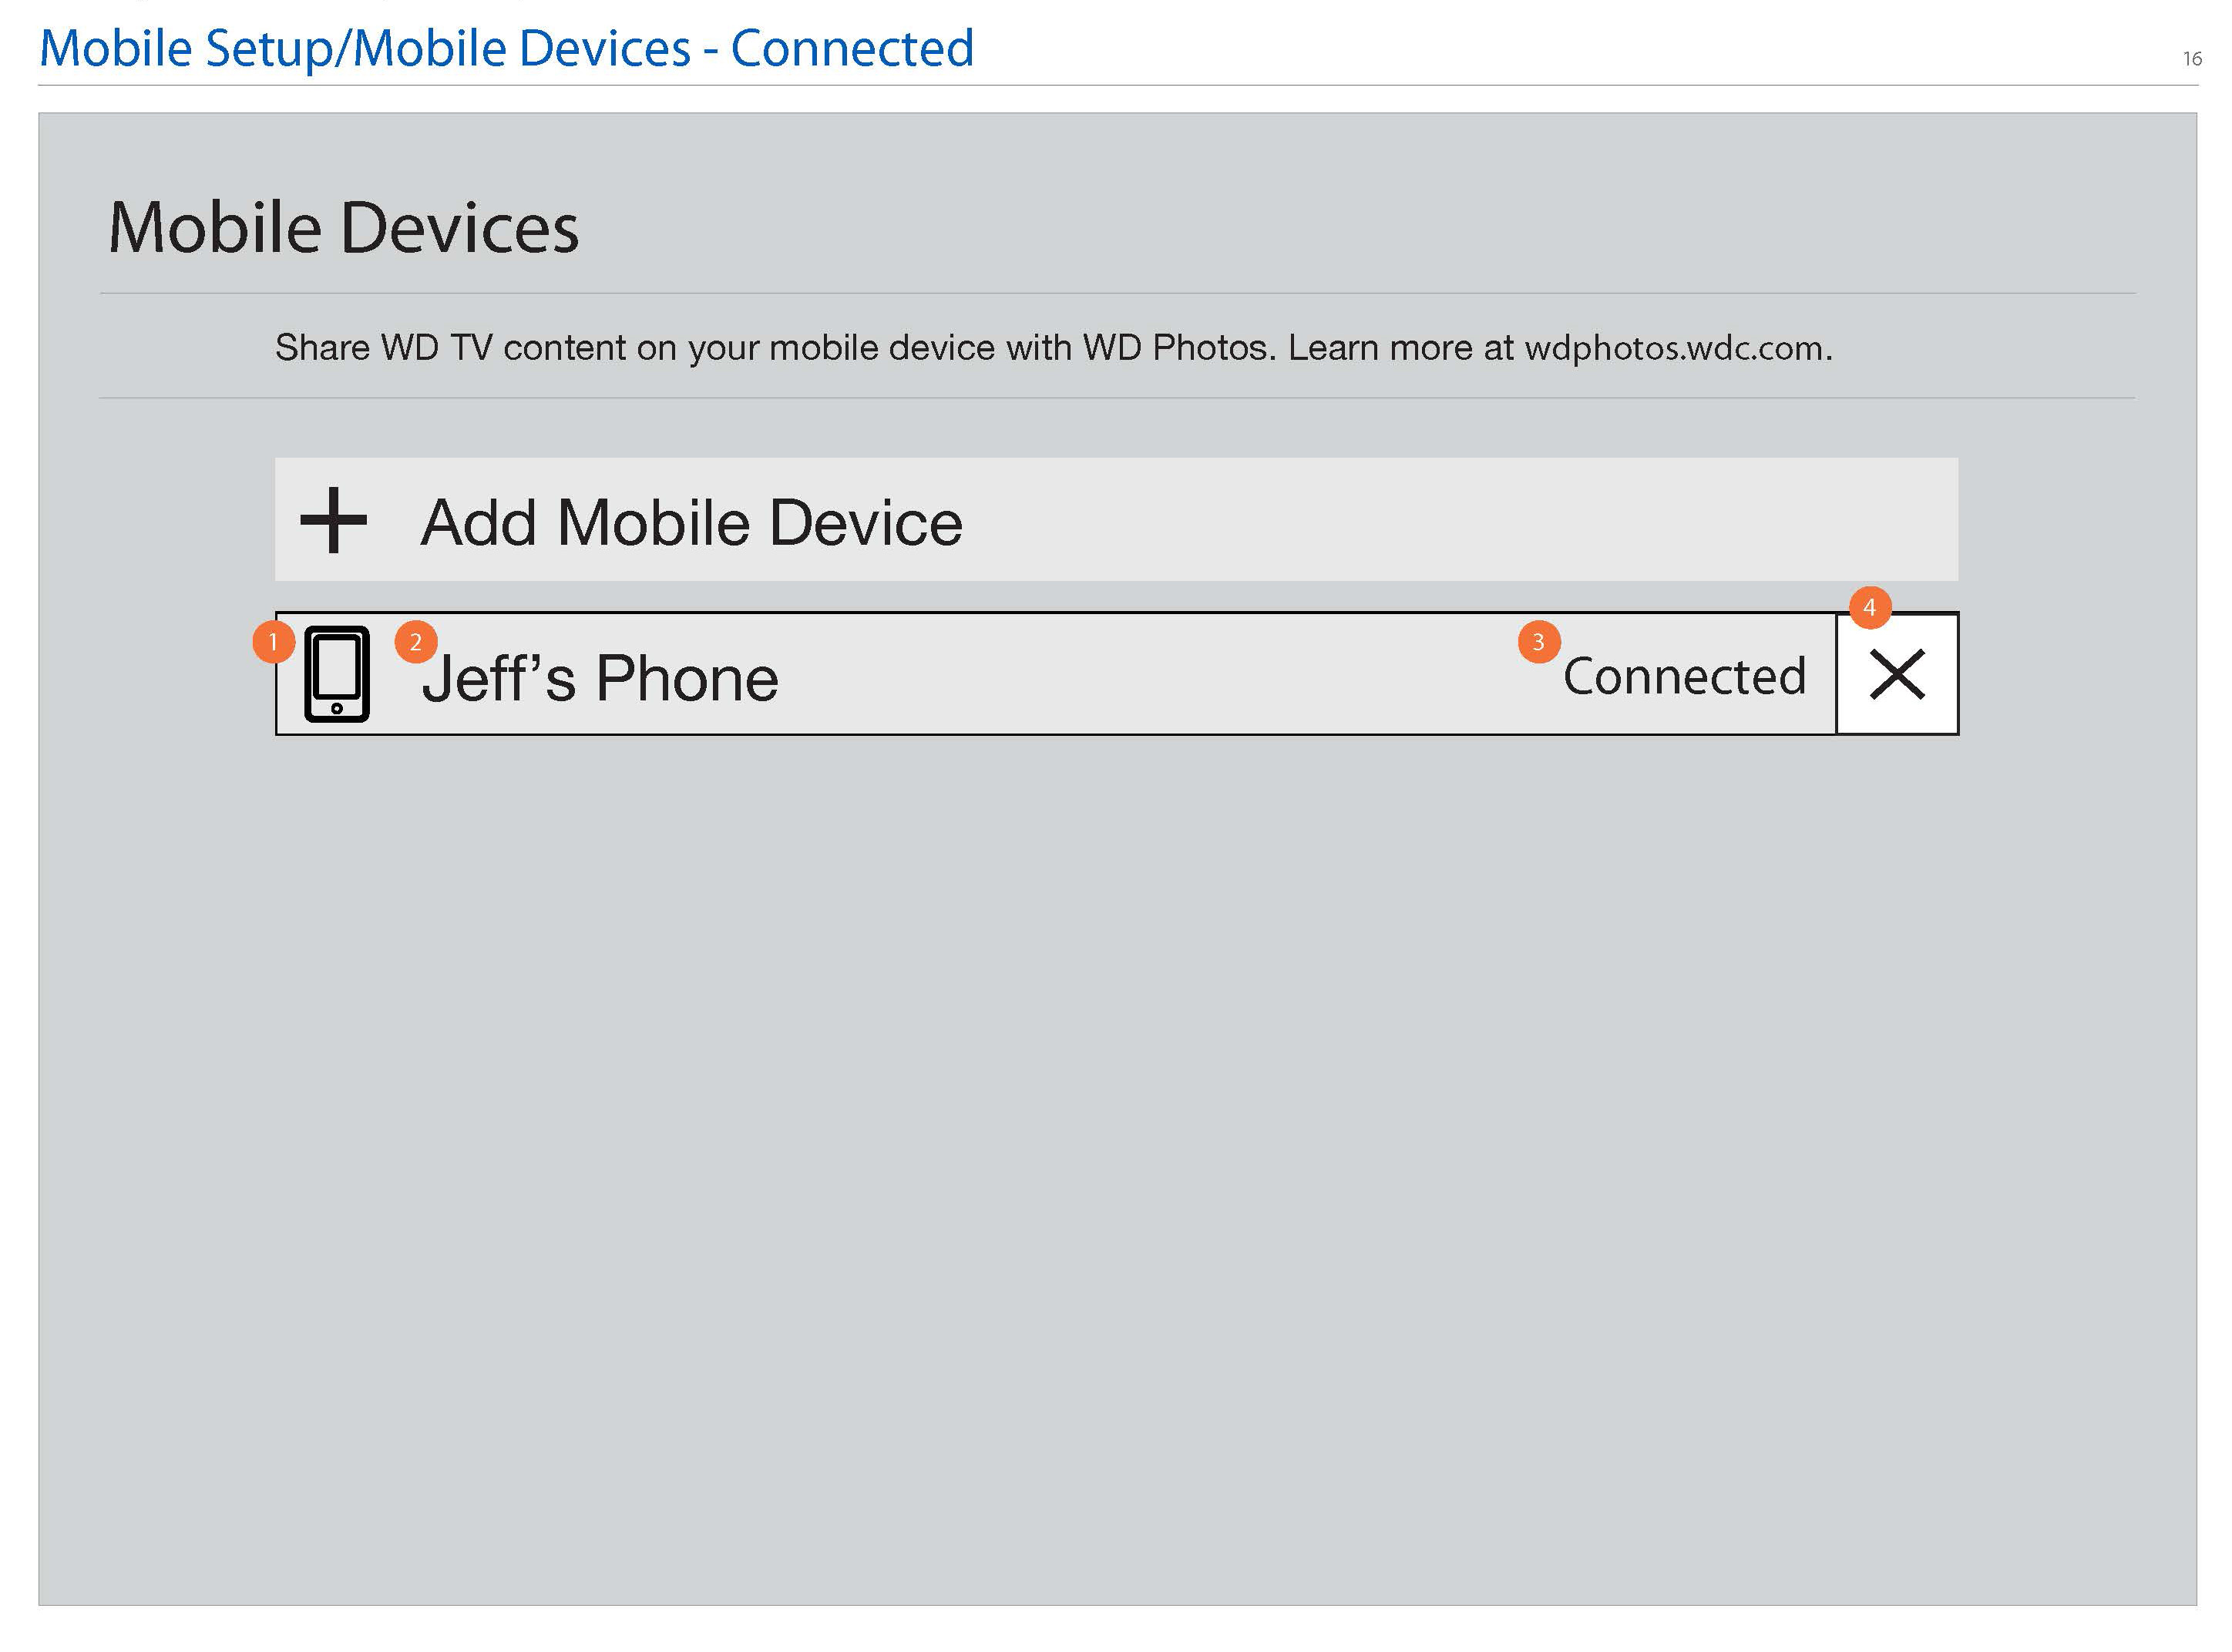 Mobile Setup/Mobile Devices - Connected
16
Mobile Devices
Share WD TV content on your mobile device with WD Photos. Learn more at wdphotos.wdc.com.
Add Mobile Device
1 2 Jeff’s Phone 3 Connected 4